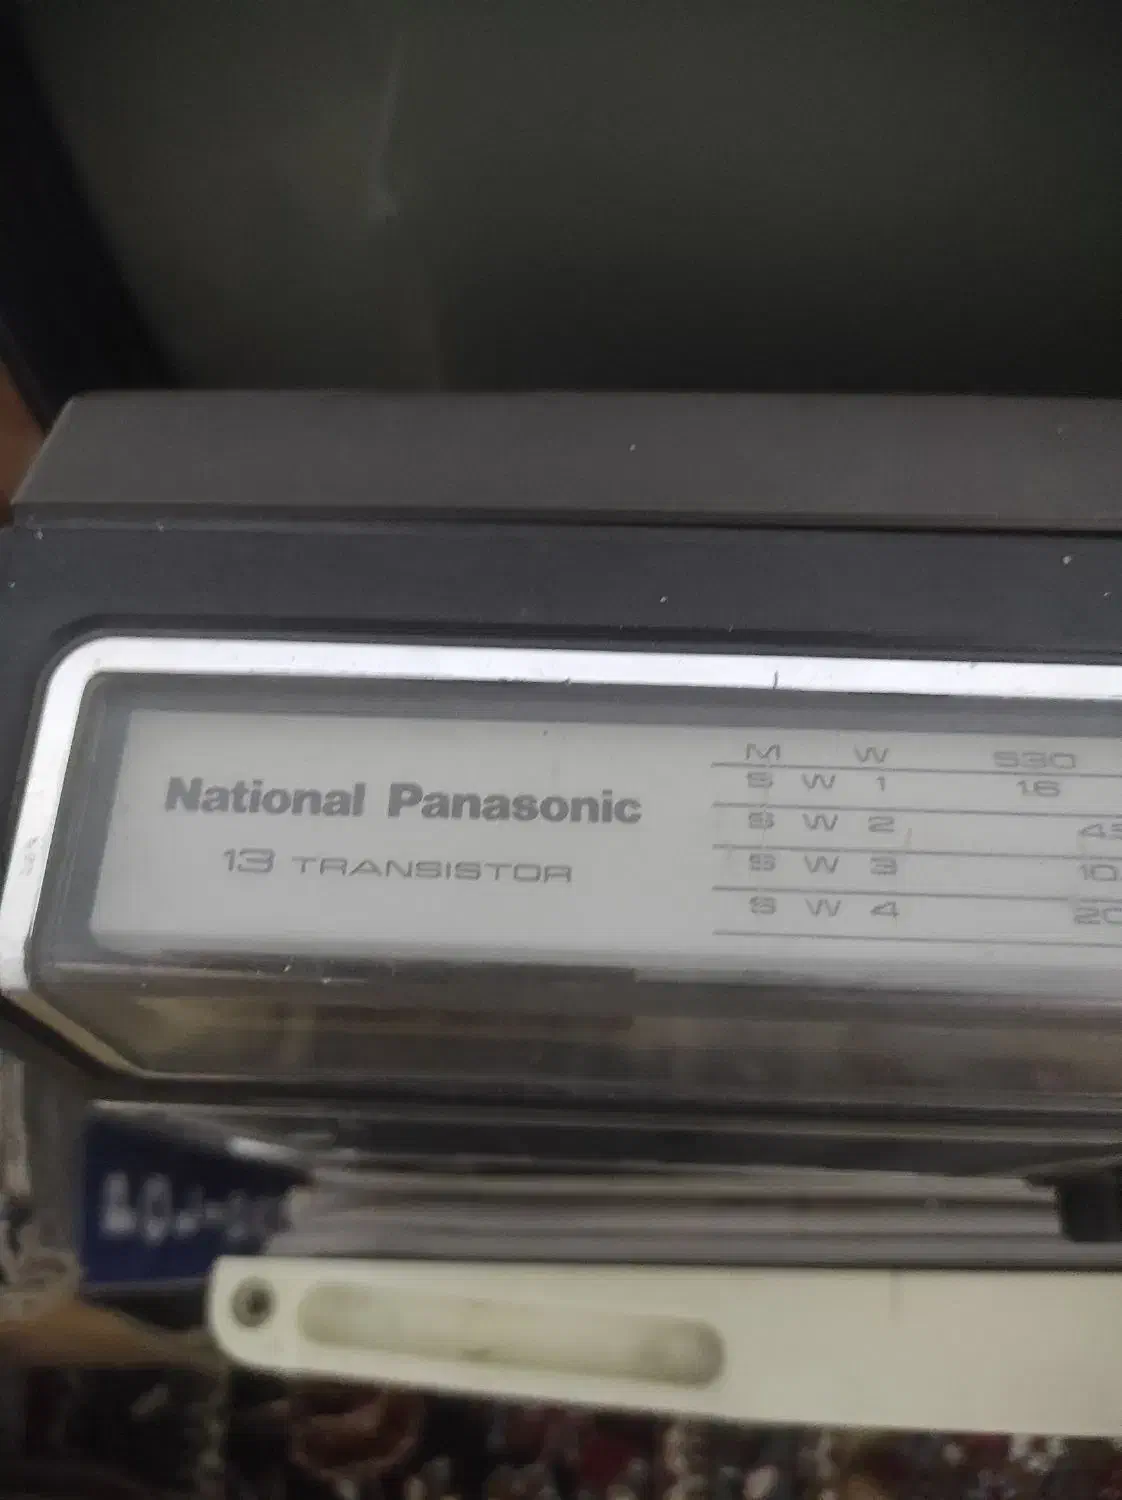 National Panasonic
13 TRANSISTOR
M W 530
S W 1 1.6
S W 2
S W 3
S W 4